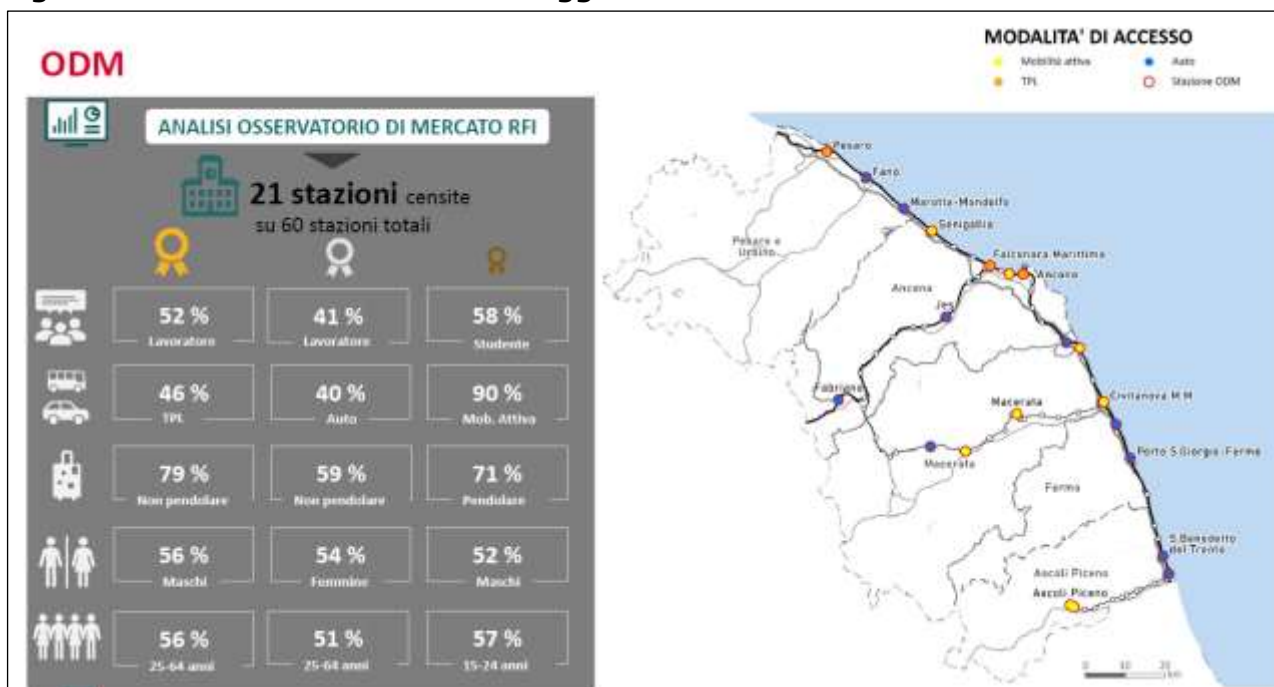 ODM
ANALISI OSSERVATORIO DI MERCATO RFI
21 stazioni censite
su 60 stazioni totali
52 %
Lavoratore
41 %
Lavoratore
58 %
Studente
46 %
TPL
40 %
Auto
90 %
Mob. Attiva
79 %
Non pendolare
59 %
Non pendolare
71 %
Pendolare
56 %
Maschi
54 %
Femmine
52 %
Maschi
56 %
25-64 anni
51 %
25-64 anni
57 %
15-24 anni
MODALITA' DI ACCESSO
Mobilità attiva
Auto
TPL
Stazione ODM
Pesaro
Fano
Marotta-Mondolfo
Senigallia
Pesaro e
Urbino
Falconara Marittima
Ancona
Ancona
Jesi
Fabriano
Macerata
Civitanova M.M
Macerata
Porto S.Giorgio-Fermo
Fermo
S.Benedetto
del Tronto
Ascoli Piceno
Ascoli Piceno
0 10 20
km